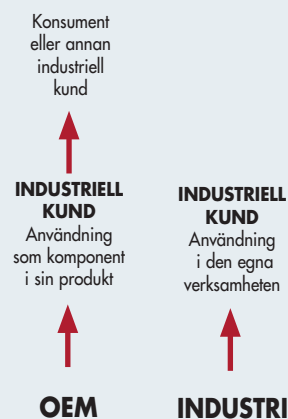 Konsument
eller annan
industriell
kund
INDUSTRIELL
KUND
Användning
som komponent
i sin produkt
OEM
INDUSTRIELL
KUND
Användning
i den egna
verksamheten
INDUSTRI